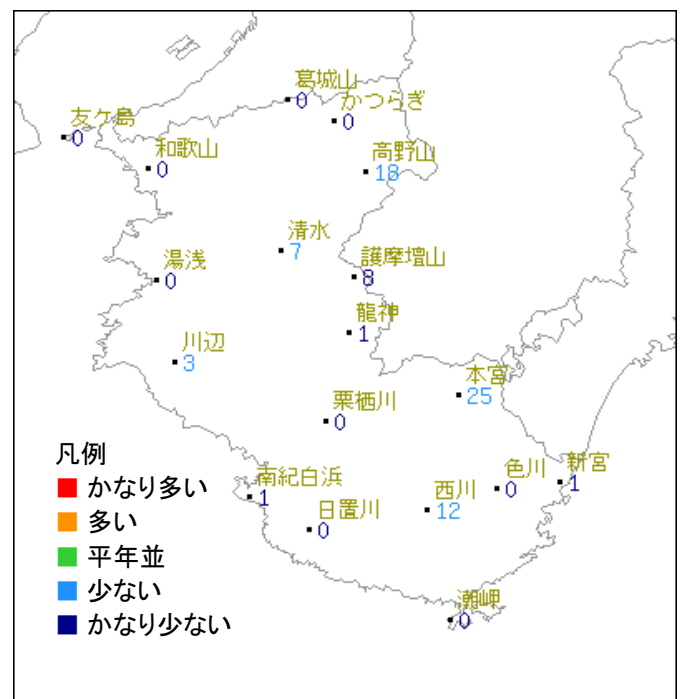 葛城山
0
かつらぎ
0
友ケ島
0
和歌山
0
高野山
18
清水
7
湯浅
0
護摩壇山
8
龍神
1
川辺
3
本宮
25
栗栖川
0
南紀白浜
1
日置川
0
西川
12
色川
0
新宮
1
潮岬
0
凡例
かなり多い
多い
平年並
少ない
かなり少ない